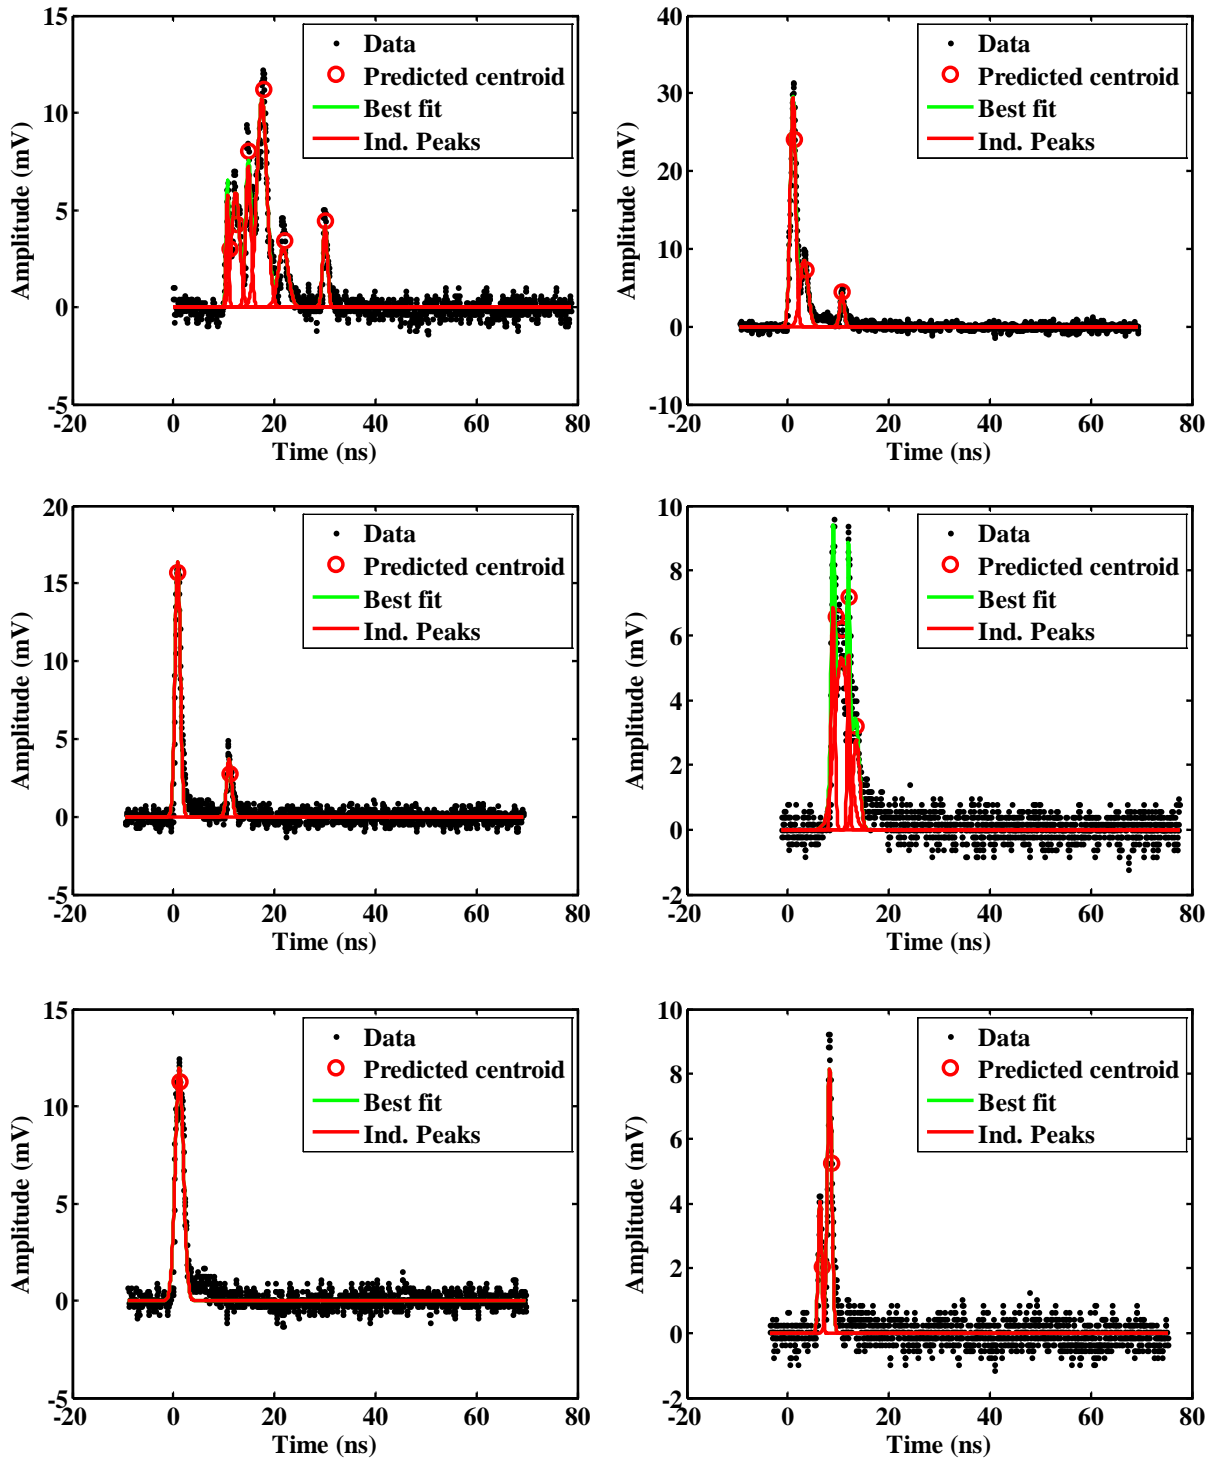 15
10
5
0
-5
-20
0
20
40
60
80
Time (ns)
Amplitude (mV)
Data
Predicted centroid
Best fit
Ind. Peaks
40
30
20
10
0
-10
-20
0
20
40
60
80
Time (ns)
Amplitude (mV)
Data
Predicted centroid
Best fit
Ind. Peaks
20
15
10
5
0
-5
-20
0
20
40
60
80
Time (ns)
Amplitude (mV)
Data
Predicted centroid
Best fit
Ind. Peaks
10
8
6
4
2
0
-2
-20
0
20
40
60
80
Time (ns)
Amplitude (mV)
Data
Predicted centroid
Best fit
Ind. Peaks
15
10
5
0
-5
-20
0
20
40
60
80
Time (ns)
Amplitude (mV)
Data
Predicted centroid
Best fit
Ind. Peaks
10
8
6
4
2
0
-2
-20
0
20
40
60
80
Time (ns)
Amplitude (mV)
Data
Predicted centroid
Best fit
Ind. Peaks